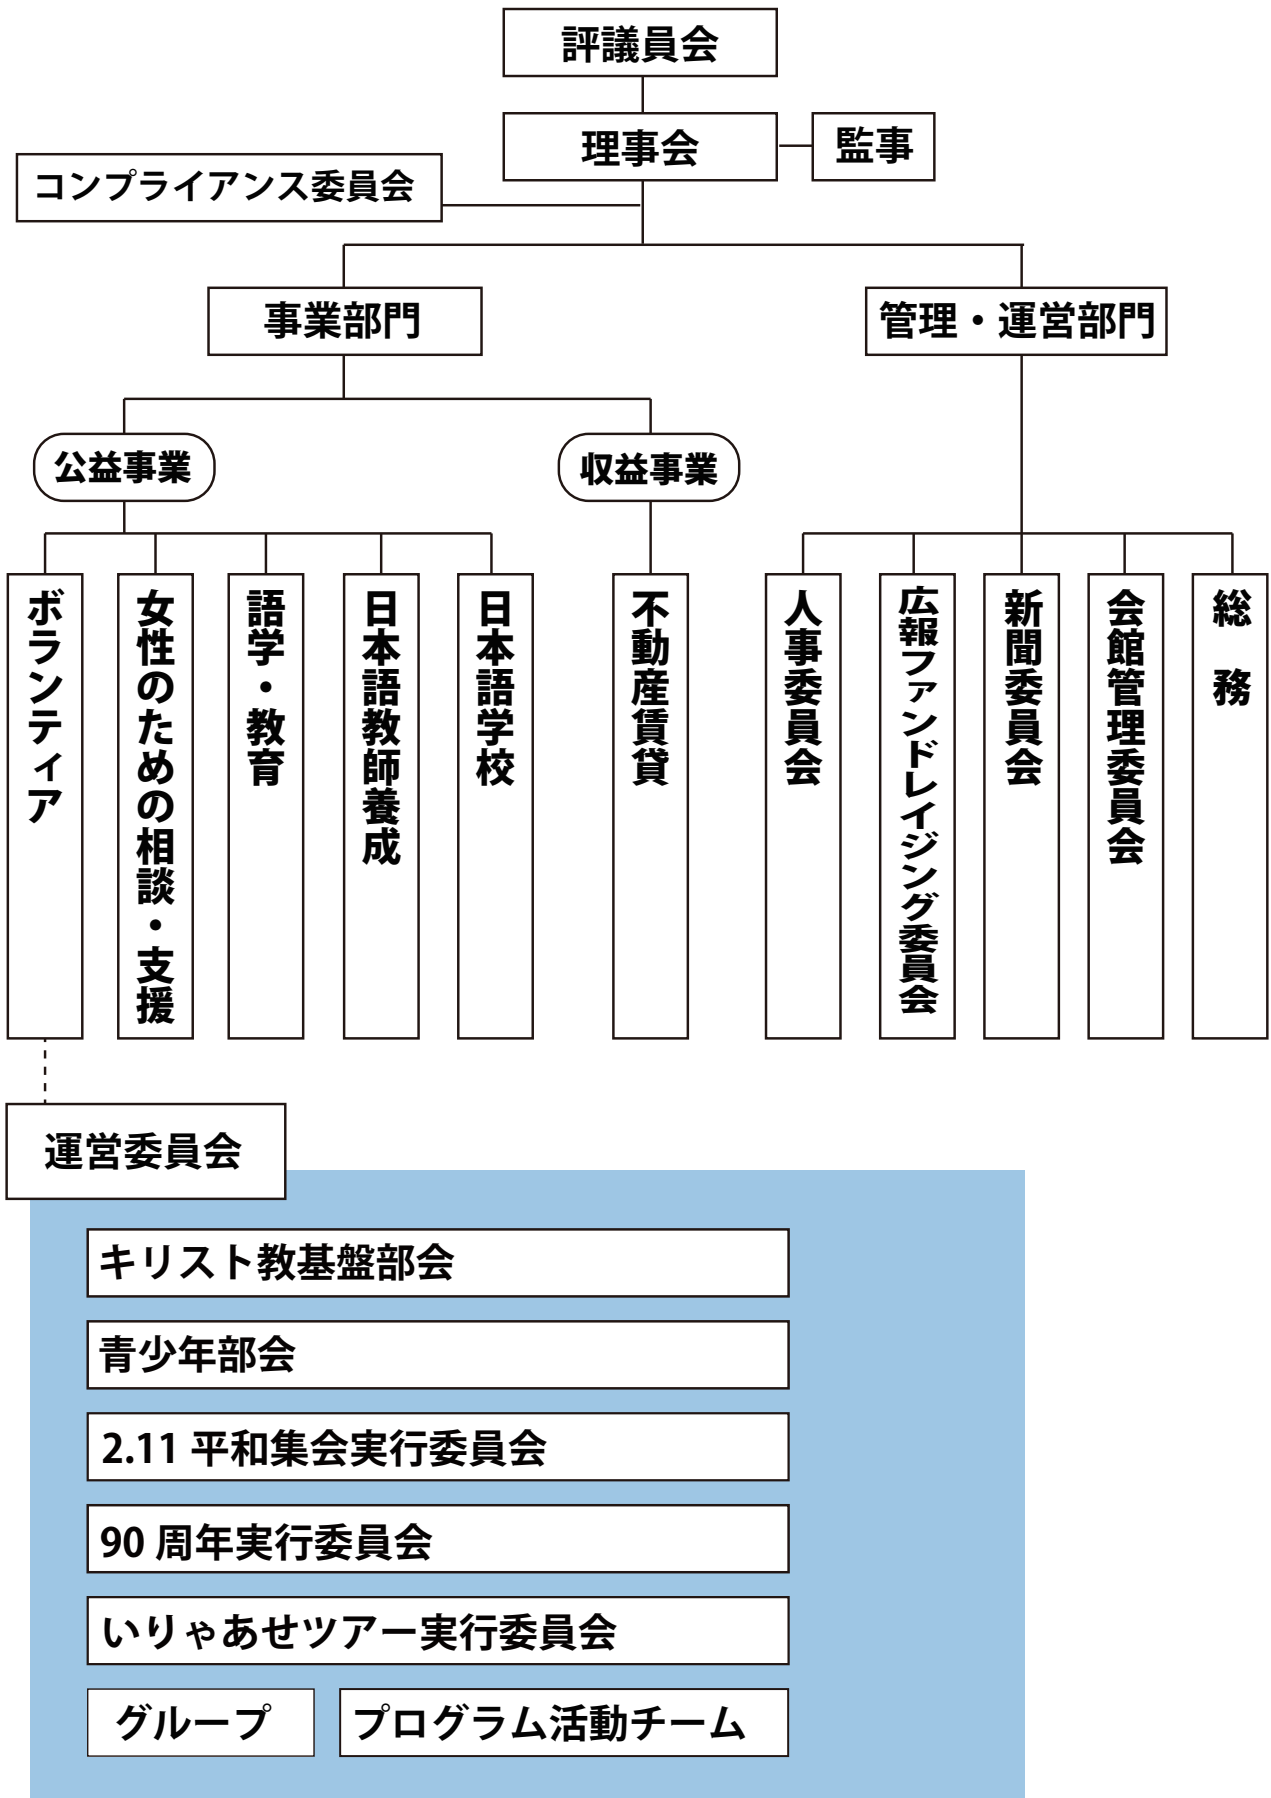 評議員会
理事会
監事
コンプライアンス委員会
事業部門
管理・運営部門
公益事業
収益事業
ボランティア
女性のための相談・支援
語学・教育
日本語教師養成
日本語学校
不動産賃貸
人事委員会
広報ファンドレイジング委員会
新聞委員会
会館管理委員会
総　務
運営委員会
キリスト教基盤部会
青少年部会
2.11 平和集会実行委員会
90 周年実行委員会
いりゃあせツアー実行委員会
グループ
プログラム活動チーム